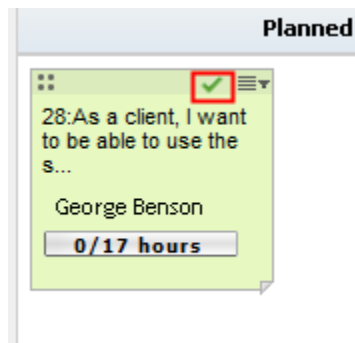 Planned
28:As a client, I want
to be able to use the
s...
George Benson
0/17 hours